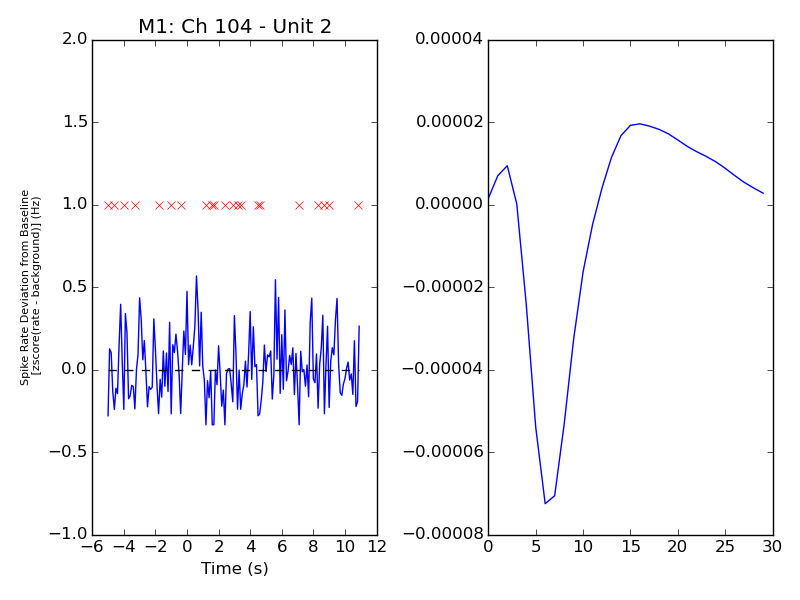 M1: Ch 104 - Unit 2
2.0
1.5
1.0
0.5
0.0
−0.5
−1.0
−6 −4 −2 0 2 4 6 8 10 12
Time (s)
Spike Rate Deviation from Baseline
[zscore(rate - background)] (Hz)
0.00004
0.00002
0.00000
−0.00002
−0.00004
−0.00006
−0.00008
0 5 10 15 20 25 30